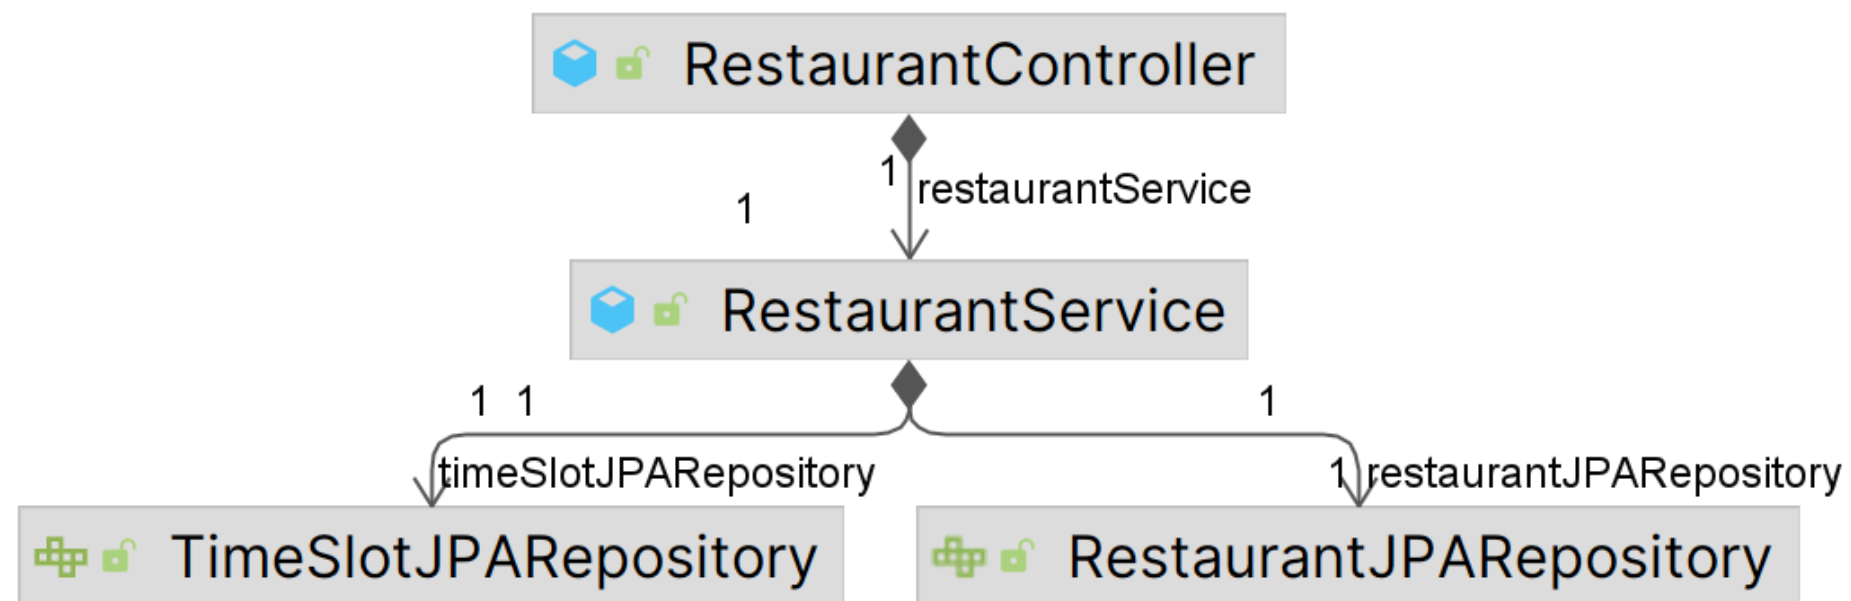 RestaurantController
1
restaurantService
1
RestaurantService
1 1
1
timeSlotJPARepository
1 restaurantJPARepository
TimeSlotJPARepository
RestaurantJPARepository